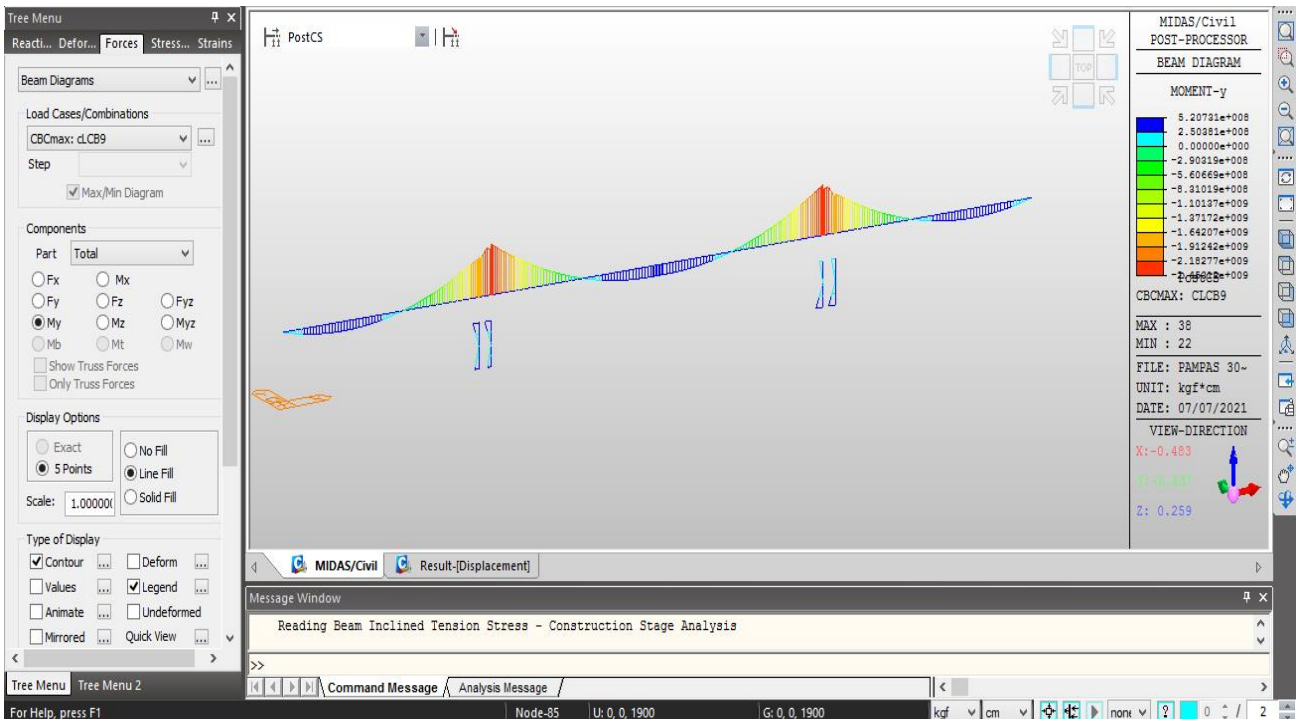 Tree Menu
Reacti... Defor... Forces Stress... Strains
Beam Diagrams ...
Load Cases/Combinations
CBCmax: cLCB9 ...
Step
Max/Min Diagram
Components
Part Total
Fx Mx
Fy Fz Fyz
My Mz Myz
Mb Mt Mw
Show Truss Forces
Only Truss Forces
Display Options
Exact
5 Points
No Fill
Line Fill
Solid Fill
Scale: 1.00000
Type of Display
Contour ... Deform ...
Values ... Legend ...
Animate ... Undeformed
Mirrored ... Quick View ...
Tree Menu Tree Menu 2
For Help, press F1
PostCS
TOP
MIDAS/Civil
POST-PROCESSOR
BEAM DIAGRAM
MOMENT-y
5.20731e+008
2.50381e+008
0.00000e+000
-2.90319e+008
-5.60669e+008
-8.31019e+008
-1.10137e+009
-1.37172e+009
-1.64207e+009
-1.91242e+009
-2.18277e+009
CBCMAX: CLCB9
MAX : 38
MIN : 22
FILE: PAMPAS 30~
UNIT: kgf*cm
DATE: 07/07/2021
VIEW-DIRECTION
X:-0.483
Z: 0.259
MIDAS/Civil Result-[Displacement]
Message Window
Reading Beam Inclined Tension Stress - Construction Stage Analysis
>>
Command Message Analysis Message
Node-85 U: 0, 0, 1900 G: 0, 0, 1900 kgf cm none ? 0 / 2